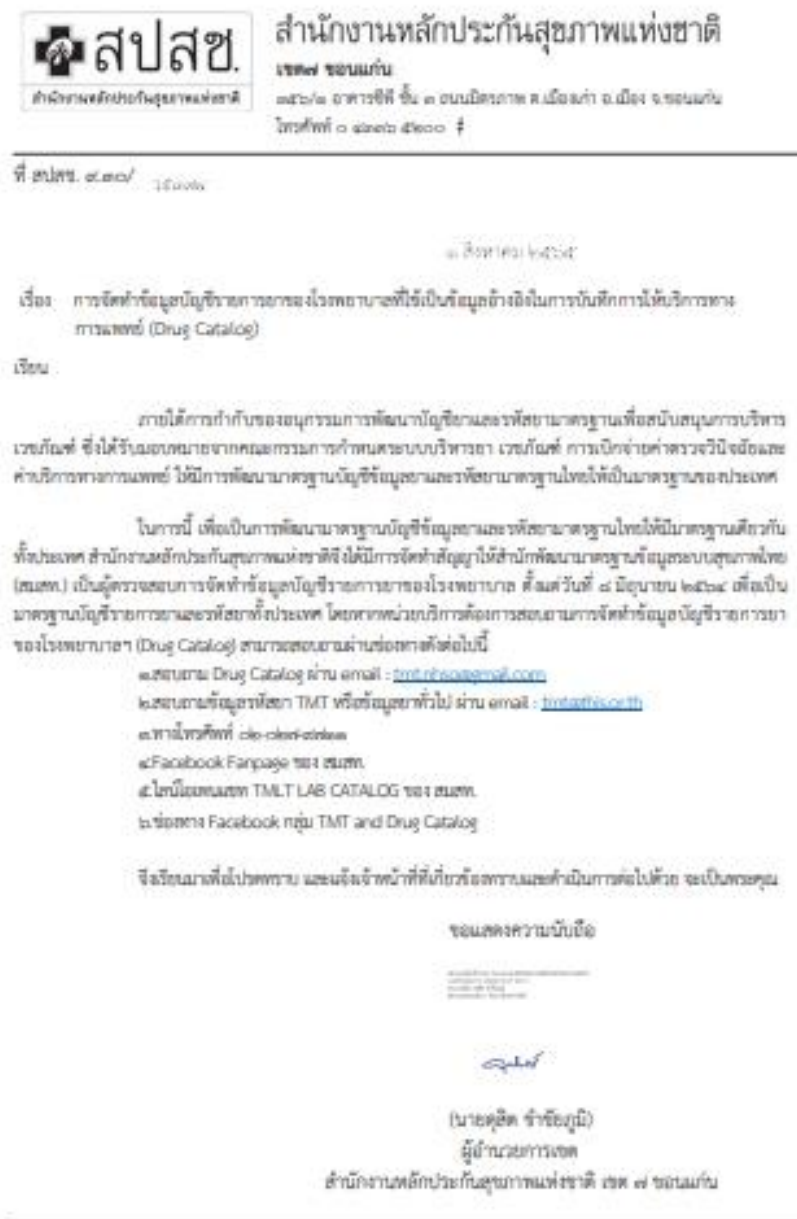 สปสช.
สำนักงานหลักประกันสุขภาพแห่งชาติ
สำนักงานหลักประกันสุขภาพแห่งชาติ
เขต๗ ขอนแก่น
อาคารซีพี ชั้น ๓ ถนนมิตรภาพ ต.เมืองเก่า อ.เมือง จ.ขอนแก่น
โทรศัพท์
ที่ สปสช. ๙.๓๐/
สิงหาคม ๒๕๖๕
เรื่อง การจัดทำข้อมูลบัญชีรายการยาของโรงพยาบาลที่ใช้เป็นข้อมูลอ้างอิงในการบันทึกการให้บริการทาง
การแพทย์ (Drug Catalog)
เรียน
ภายใต้การกำกับของอนุกรรมการพัฒนาบัญชียาและรหัสยามาตรฐานเพื่อสนับสนุนการบริหาร
เวชภัณฑ์ ซึ่งได้รับมอบหมายจากคณะกรรมการกำหนดระบบบริหารยา เวชภัณฑ์ การเบิกจ่ายค่าตรวจวินิจฉัยและ
ค่าบริการทางการแพทย์ ให้มีการพัฒนามาตรฐานบัญชีข้อมูลยาและรหัสยามาตรฐานไทยให้เป็นมาตรฐานของประเทศ
ในการนี้ เพื่อเป็นการพัฒนามาตรฐานบัญชีข้อมูลยาและรหัสยามาตรฐานไทยให้มีมาตรฐานเดียวกัน
ทั้งประเทศ สำนักงานหลักประกันสุขภาพแห่งชาติจึงได้มีการจัดทำสัญญาให้สำนักพัฒนามาตรฐานข้อมูลระบบสุขภาพไทย
(สมสท.) เป็นผู้ตรวจสอบการจัดทำข้อมูลบัญชีรายการยาของโรงพยาบาล ตั้งแต่วันที่ ๘ มิถุนายน ๒๕๖๔ เพื่อเป็น
มาตรฐานบัญชีรายการยาและรหัสยาทั้งประเทศ โดยหากหน่วยบริการต้องการสอบถามการจัดทำข้อมูลบัญชีรายการยา
ของโรงพยาบาลฯ (Drug Catalog) สามารถสอบถามผ่านช่องทางดังต่อไปนี้
๑.สอบถาม Drug Catalog ผ่าน email : tmt.nhso@gmail.com
๒.สอบถามข้อมูลรหัสยา TMT หรือข้อมูลยาทั่วไป ผ่าน email : tmt@this.or.th
๓.ทางโทรศัพท์
๔.Facebook Fanpage ของ สมสท.
๕.ไลน์โอเพนแชท TMLT LAB CATALOG ของ สมสท.
๖.ช่องทาง Facebook กลุ่ม TMT and Drug Catalog
จึงเรียนมาเพื่อโปรดทราบ และแจ้งเจ้าหน้าที่ที่เกี่ยวข้องทราบและดำเนินการต่อไปด้วย จะเป็นพระคุณ
ขอแสดงความนับถือ
(นายดุสิต ขำชัยภูมิ)
ผู้อำนวยการเขต
สำนักงานหลักประกันสุขภาพแห่งชาติ เขต ๗ ขอนแก่น